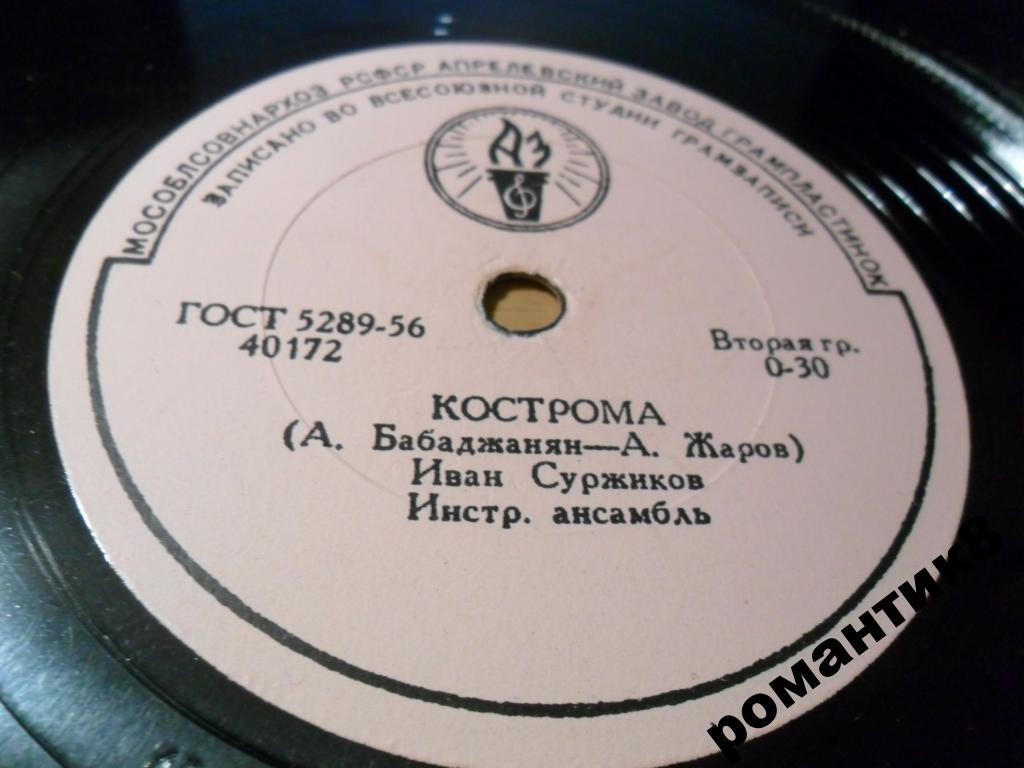 МОСОБЛСОВНАРХОЗ РСФСР АПРЕЛЕВСКИЙ ЗАВОД ГРАМПЛАСТИНОК
ЗАПИСАНО ВО ВСЕСОЮЗНОЙ СТУДИИ ГРАМЗАПИСИ
АЗ
ГОСТ 5289-56
40172
Вторая гр.
0-30
КОСТРОМА
(А. Бабаджанян—А. Жаров)
Иван Суржиков
Инстр. ансамбль
романтик8